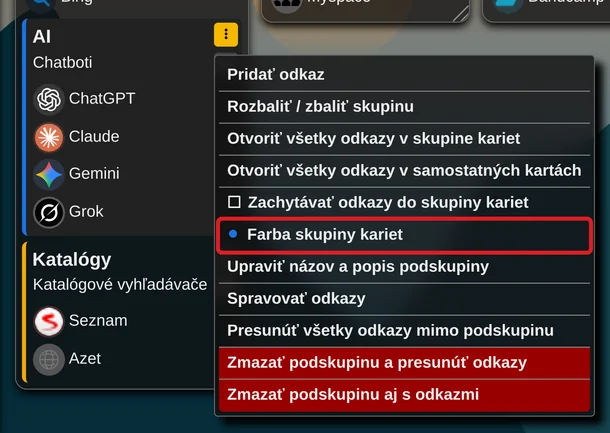 Bing
Myspace
Bandcamp
AI
Chatboti
ChatGPT
Claude
Gemini
Grok
Katalógy
Katalógové vyhľadávače
Seznam
Azet
Pridať odkaz
Rozbaliť / zbaliť skupinu
Otvoriť všetky odkazy v skupine kariet
Otvoriť všetky odkazy v samostatných kartách
Zachytávať odkazy do skupiny kariet
Farba skupiny kariet
Upraviť názov a popis podskupiny
Spravovať odkazy
Presunúť všetky odkazy mimo podskupinu
Zmazať podskupinu a presunúť odkazy
Zmazať podskupinu aj s odkazmi